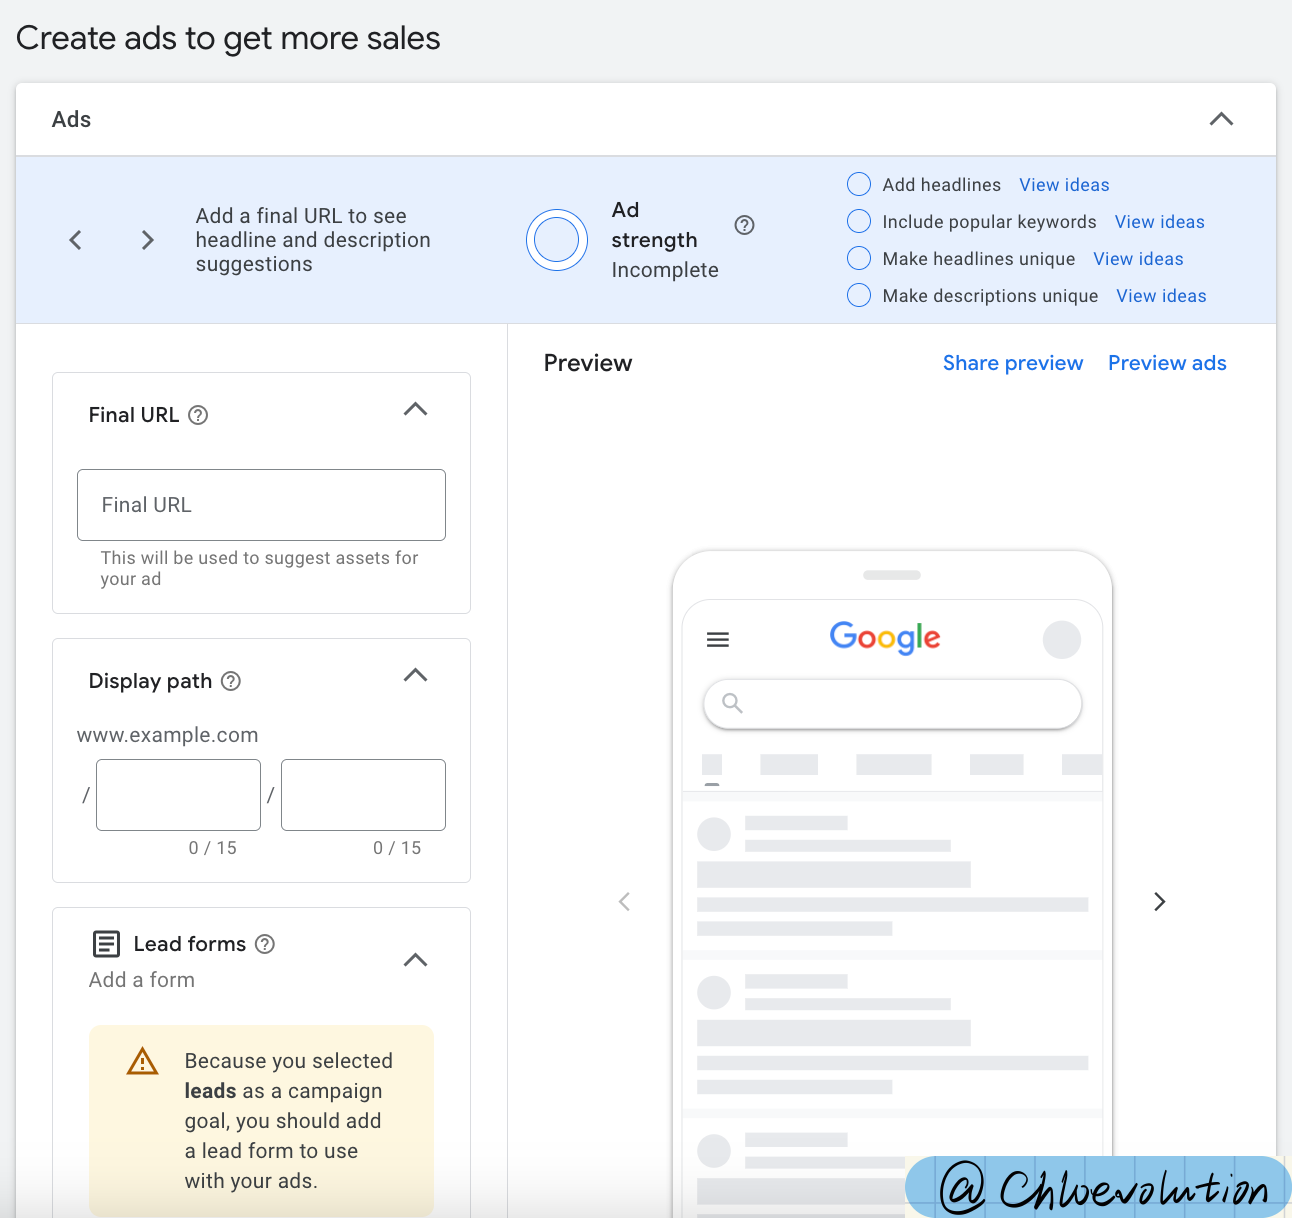 Create ads to get more sales
Ads
Add a final URL to see
headline and description
suggestions
Ad
strength
Incomplete
Add headlines View ideas
Include popular keywords View ideas
Make headlines unique View ideas
Make descriptions unique View ideas
Final URL
Final URL
This will be used to suggest assets for
your ad
Display path
www.example.com
/ /
0 / 15 0 / 15
Lead forms
Add a form
Because you selected
leads as a campaign
goal, you should add
a lead form to use
with your ads.
Preview
Share preview Preview ads
Google
@Chloevolution